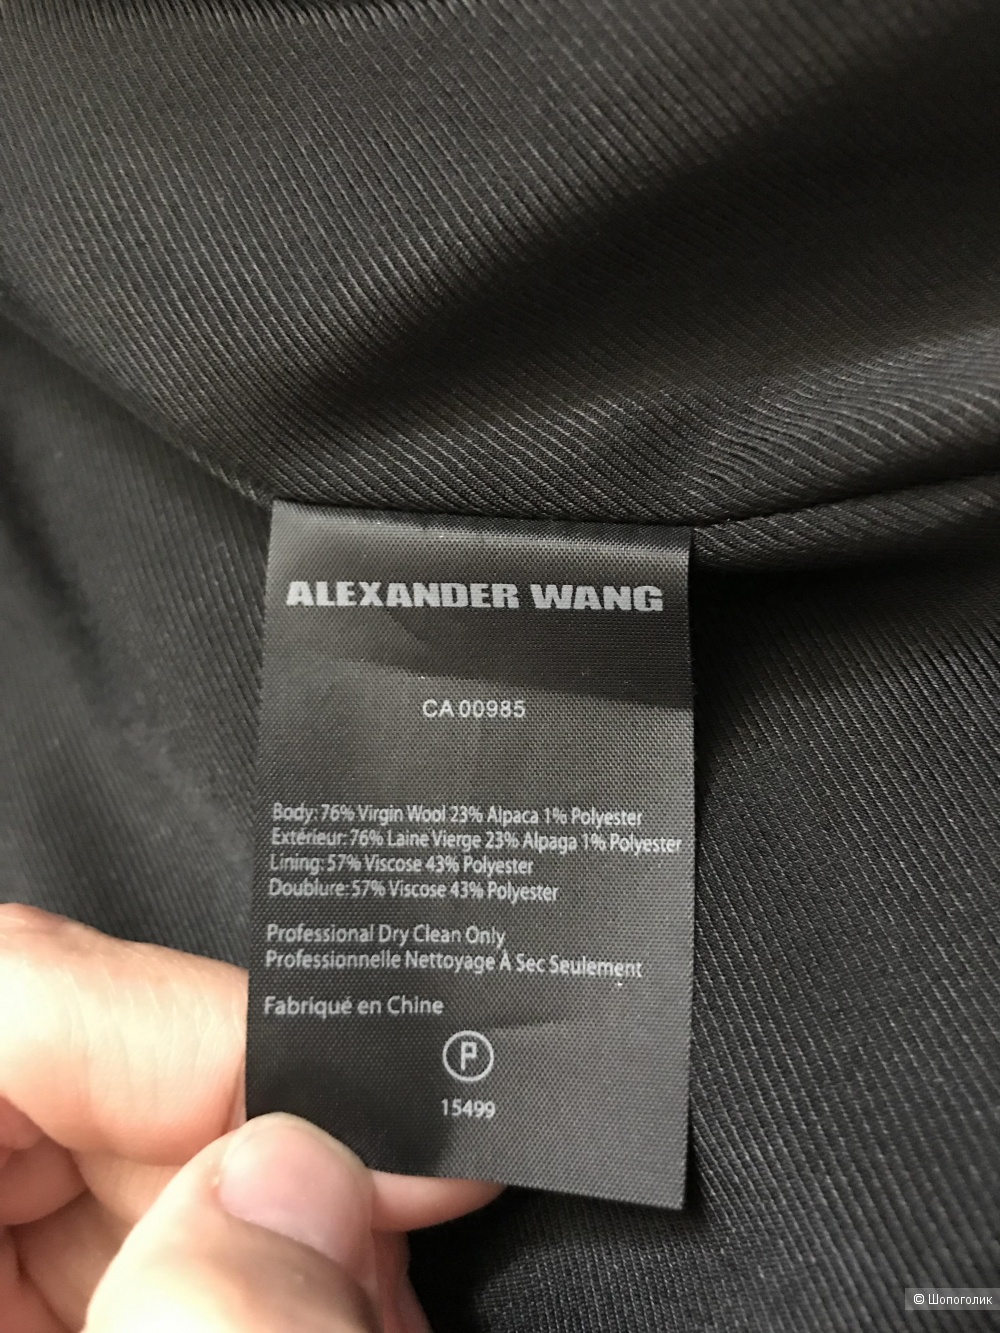 ALEXANDER WANG
CA 00985
Body: 76% Virgin Wool 23% Alpaca 1% Polyester
Extérieur: 76% Laine Vierge 23% Alpaga 1% Polyester
Lining: 57% Viscose 43% Polyester
Doublure: 57% Viscose 43% Polyester
Professional Dry Clean Only
Professionnelle Nettoyage À Sec Seulement
Fabriqué en Chine
P
15499
© Шопоголик